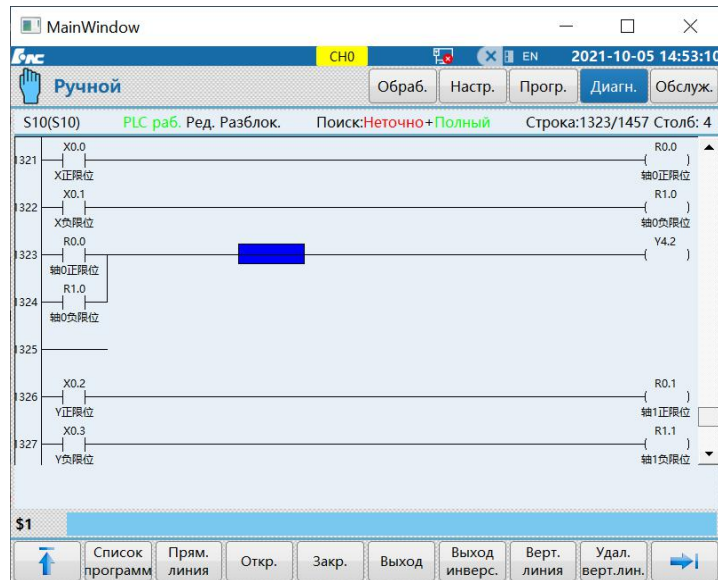 MainWindow
HNC CH0 EN 2021-10-05 14:53:10
Ручной Обраб. Настр. Прогр. Диагн. Обслуж.
S10(S10) PLC раб. Ред. Разблок. Поиск:Неточно+Полный Строка:1323/1457 Столб: 4
X0.0 R0.0
1321
X正限位 轴0正限位
X0.1 R1.0
1322
X负限位 轴0负限位
R0.0 Y4.2
1323
轴0正限位
R1.0
1324
轴0负限位
1325
X0.2 R0.1
1326
Y正限位 轴1正限位
X0.3 R1.1
1327
Y负限位 轴1负限位
$1
Список программ Прям. линия Откр. Закр. Выход Выход инверс. Верт. линия Удал. верт.лин.